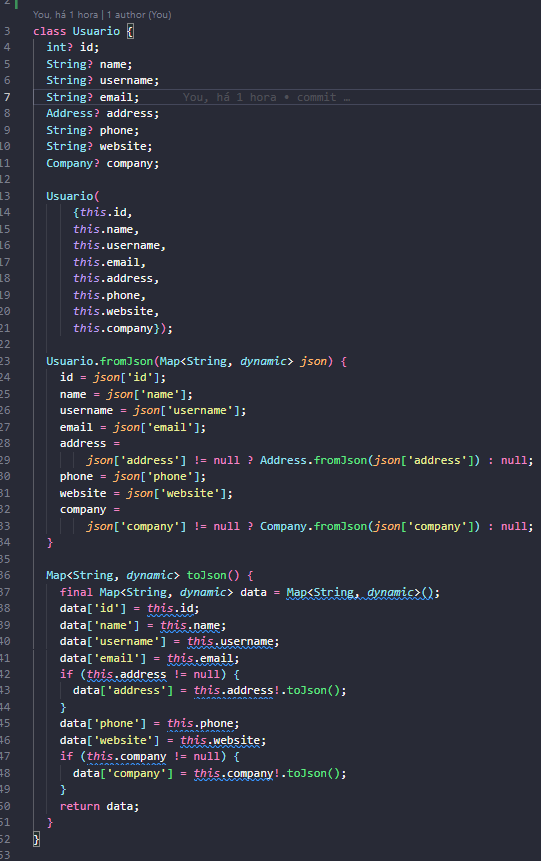 2
You, há 1 hora | 1 author (You)
3 class Usuario {
4   int? id;
5   String? name;
6   String? username;
7   String? email;      You, há 1 hora • commit …
8   Address? address;
9   String? phone;
10   String? website;
11   Company? company;
12
13   Usuario(
14       {this.id,
15       this.name,
16       this.username,
17       this.email,
18       this.address,
19       this.phone,
20       this.website,
21       this.company});
22
23   Usuario.fromJson(Map<String, dynamic> json) {
24     id = json['id'];
25     name = json['name'];
26     username = json['username'];
27     email = json['email'];
28     address =
29         json['address'] != null ? Address.fromJson(json['address']) : null;
30     phone = json['phone'];
31     website = json['website'];
32     company =
33         json['company'] != null ? Company.fromJson(json['company']) : null;
34   }
35
36   Map<String, dynamic> toJson() {
37     final Map<String, dynamic> data = Map<String, dynamic>();
38     data['id'] = this.id;
39     data['name'] = this.name;
40     data['username'] = this.username;
41     data['email'] = this.email;
42     if (this.address != null) {
43       data['address'] = this.address!.toJson();
44     }
45     data['phone'] = this.phone;
46     data['website'] = this.website;
47     if (this.company != null) {
48       data['company'] = this.company!.toJson();
49     }
50     return data;
51   }
52 }
53